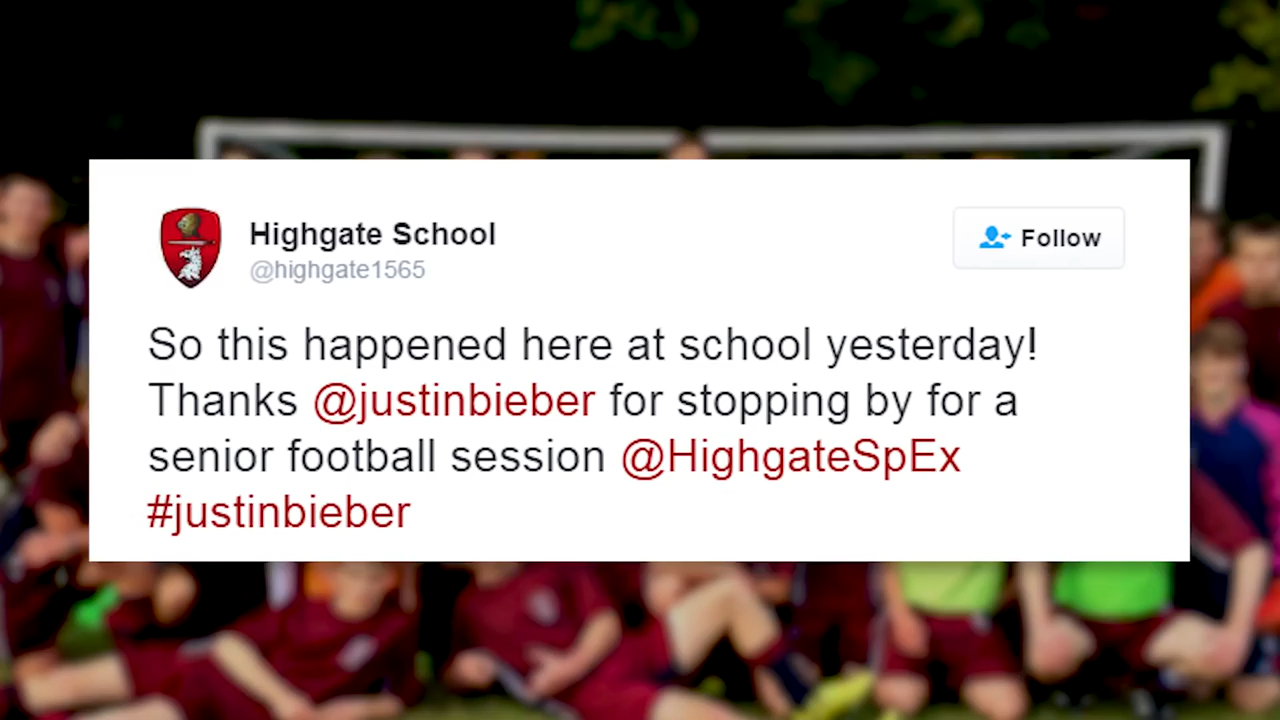 Highgate School
@highgate1565
Follow
So this happened here at school yesterday!
Thanks @justinbieber for stopping by for a
senior football session @HighgateSpEx
#justinbieber